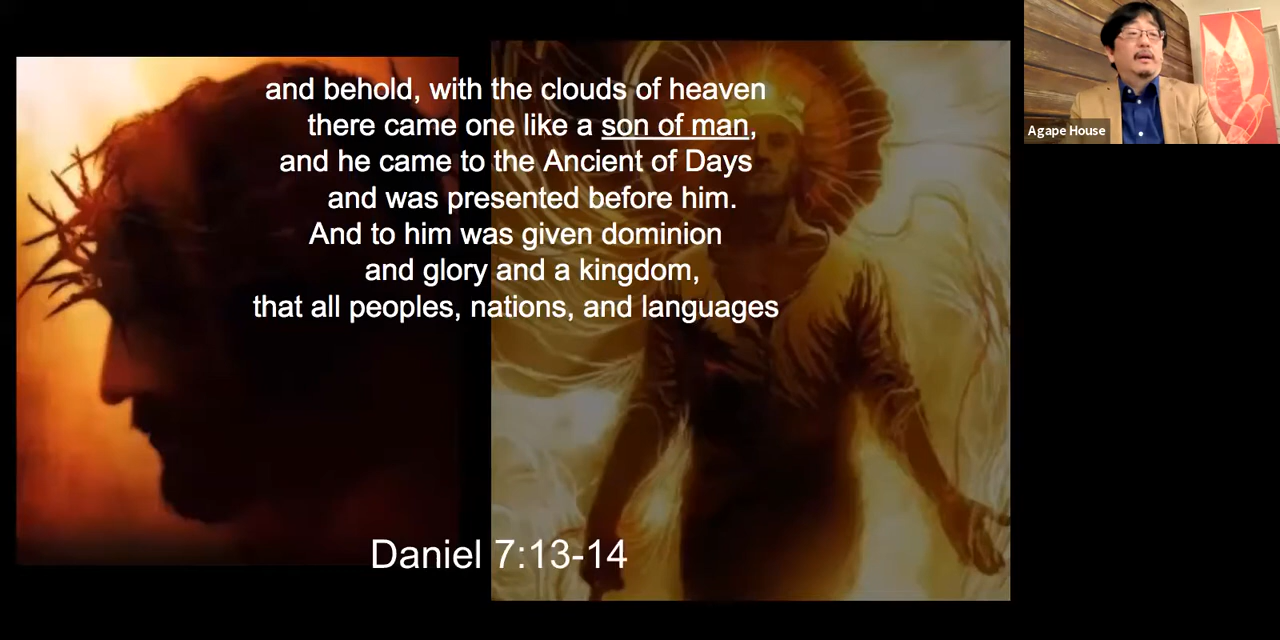 and behold, with the clouds of heaven
there came one like a son of man,
and he came to the Ancient of Days
and was presented before him.
And to him was given dominion
and glory and a kingdom,
that all peoples, nations, and languages
Daniel 7:13-14
Agape House